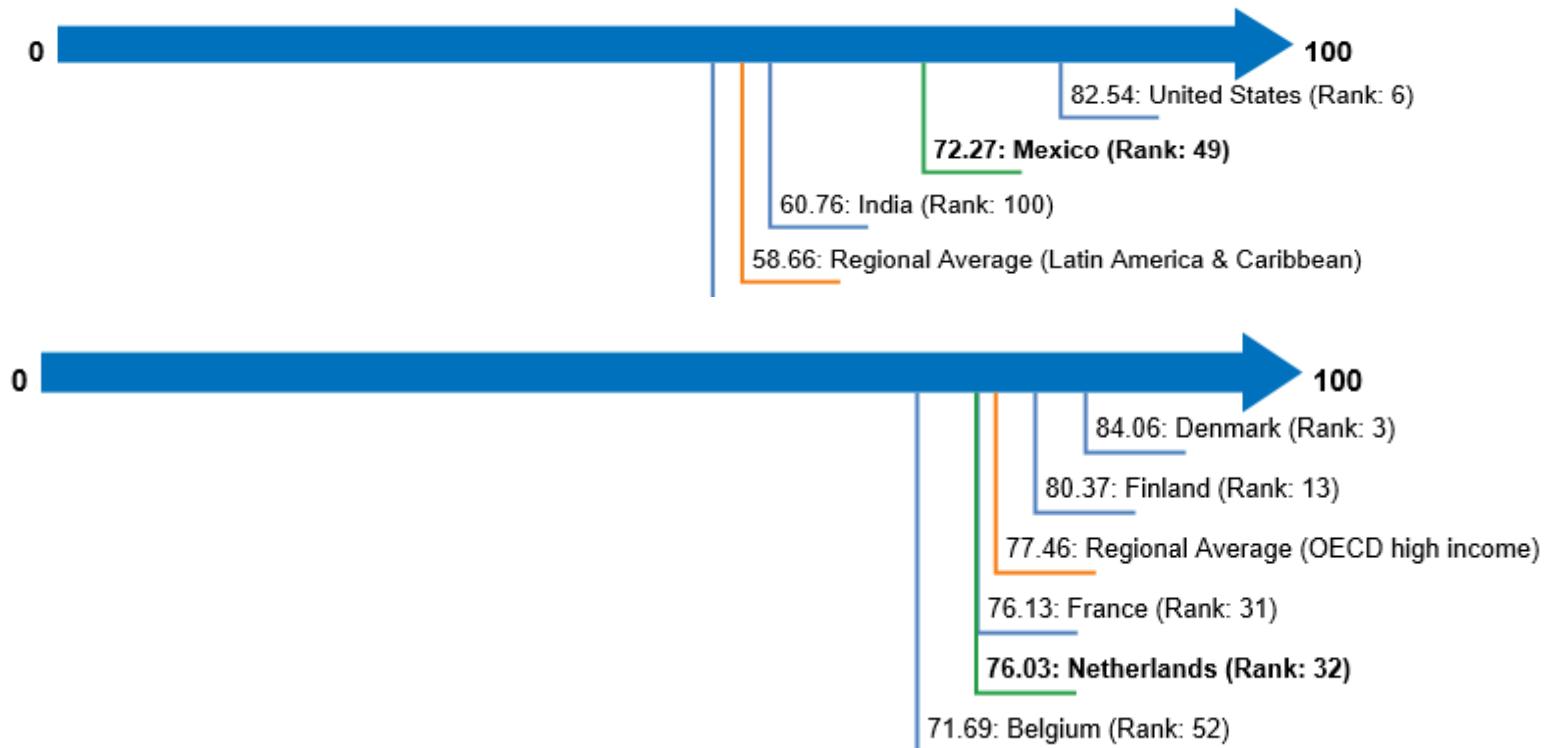 0
100
82.54: United States (Rank: 6)
72.27: Mexico (Rank: 49)
60.76: India (Rank: 100)
58.66: Regional Average (Latin America & Caribbean)
0
100
84.06: Denmark (Rank: 3)
80.37: Finland (Rank: 13)
77.46: Regional Average (OECD high income)
76.13: France (Rank: 31)
76.03: Netherlands (Rank: 32)
71.69: Belgium (Rank: 52)